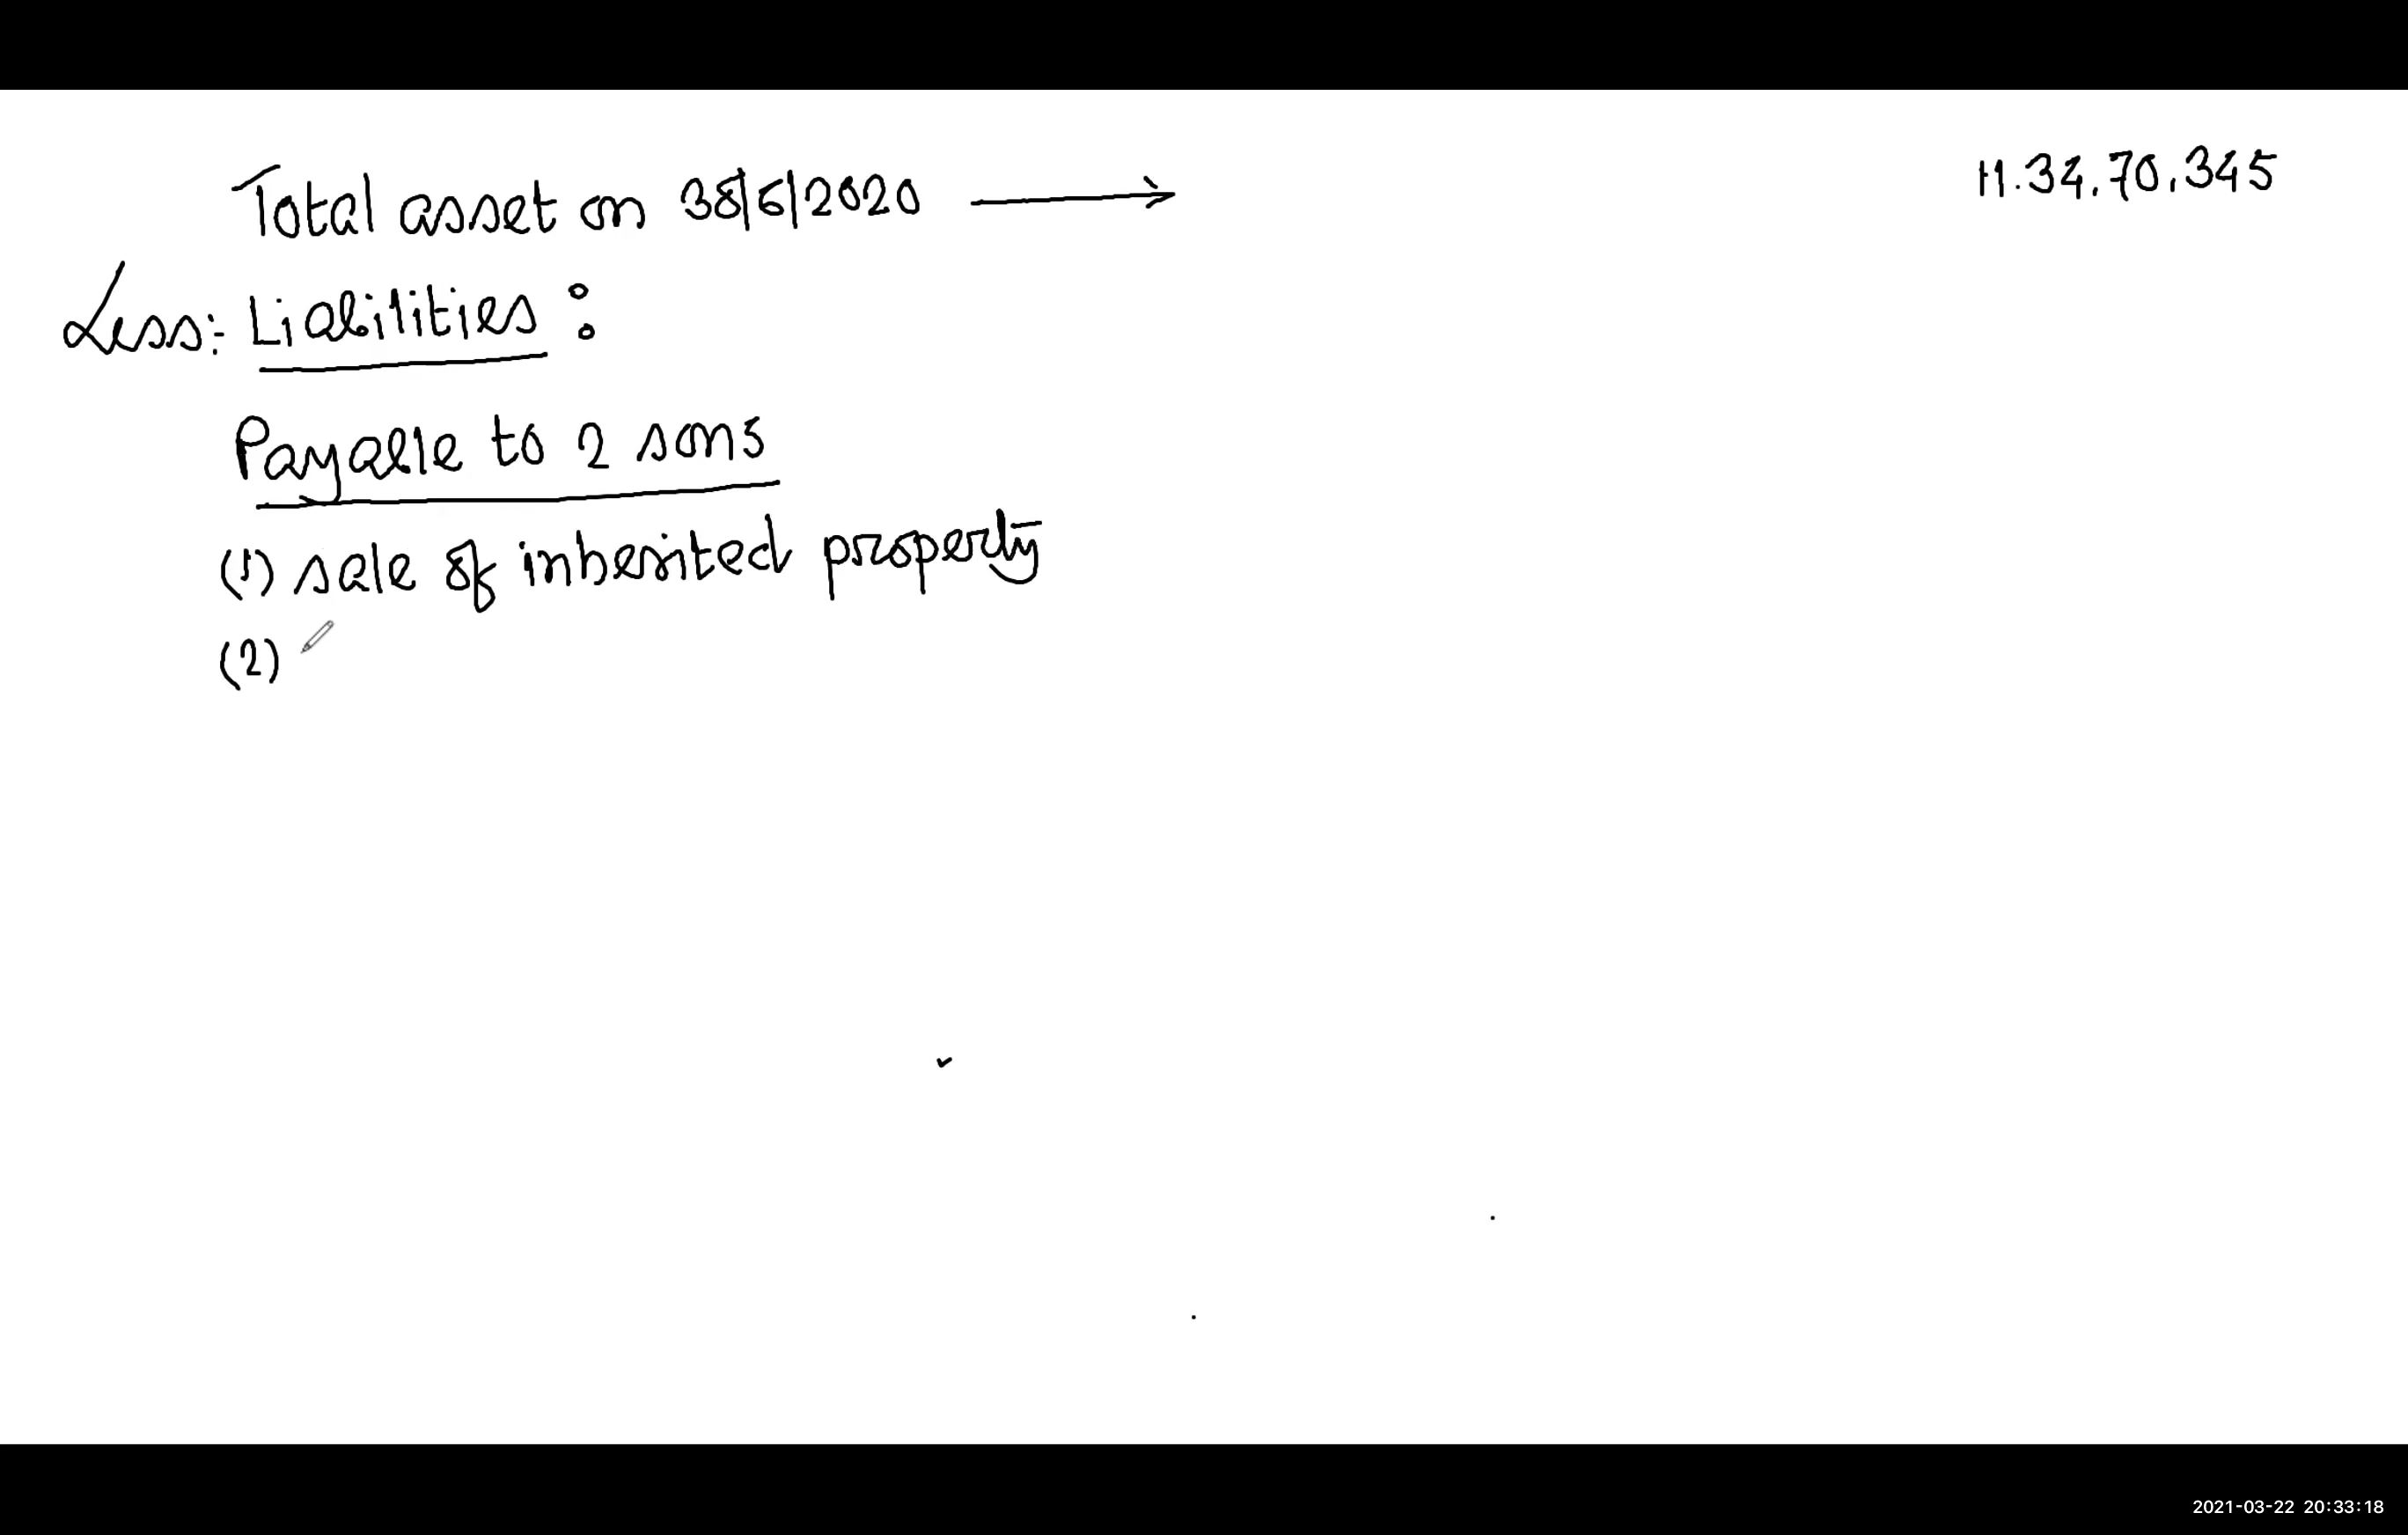 Total asset on 30/6/2020 → 11.34.70.345
Less: Liabilities:
Payable to 2 sons
(1) sale of inherited property
(2)
2021-03-22 20:33:18